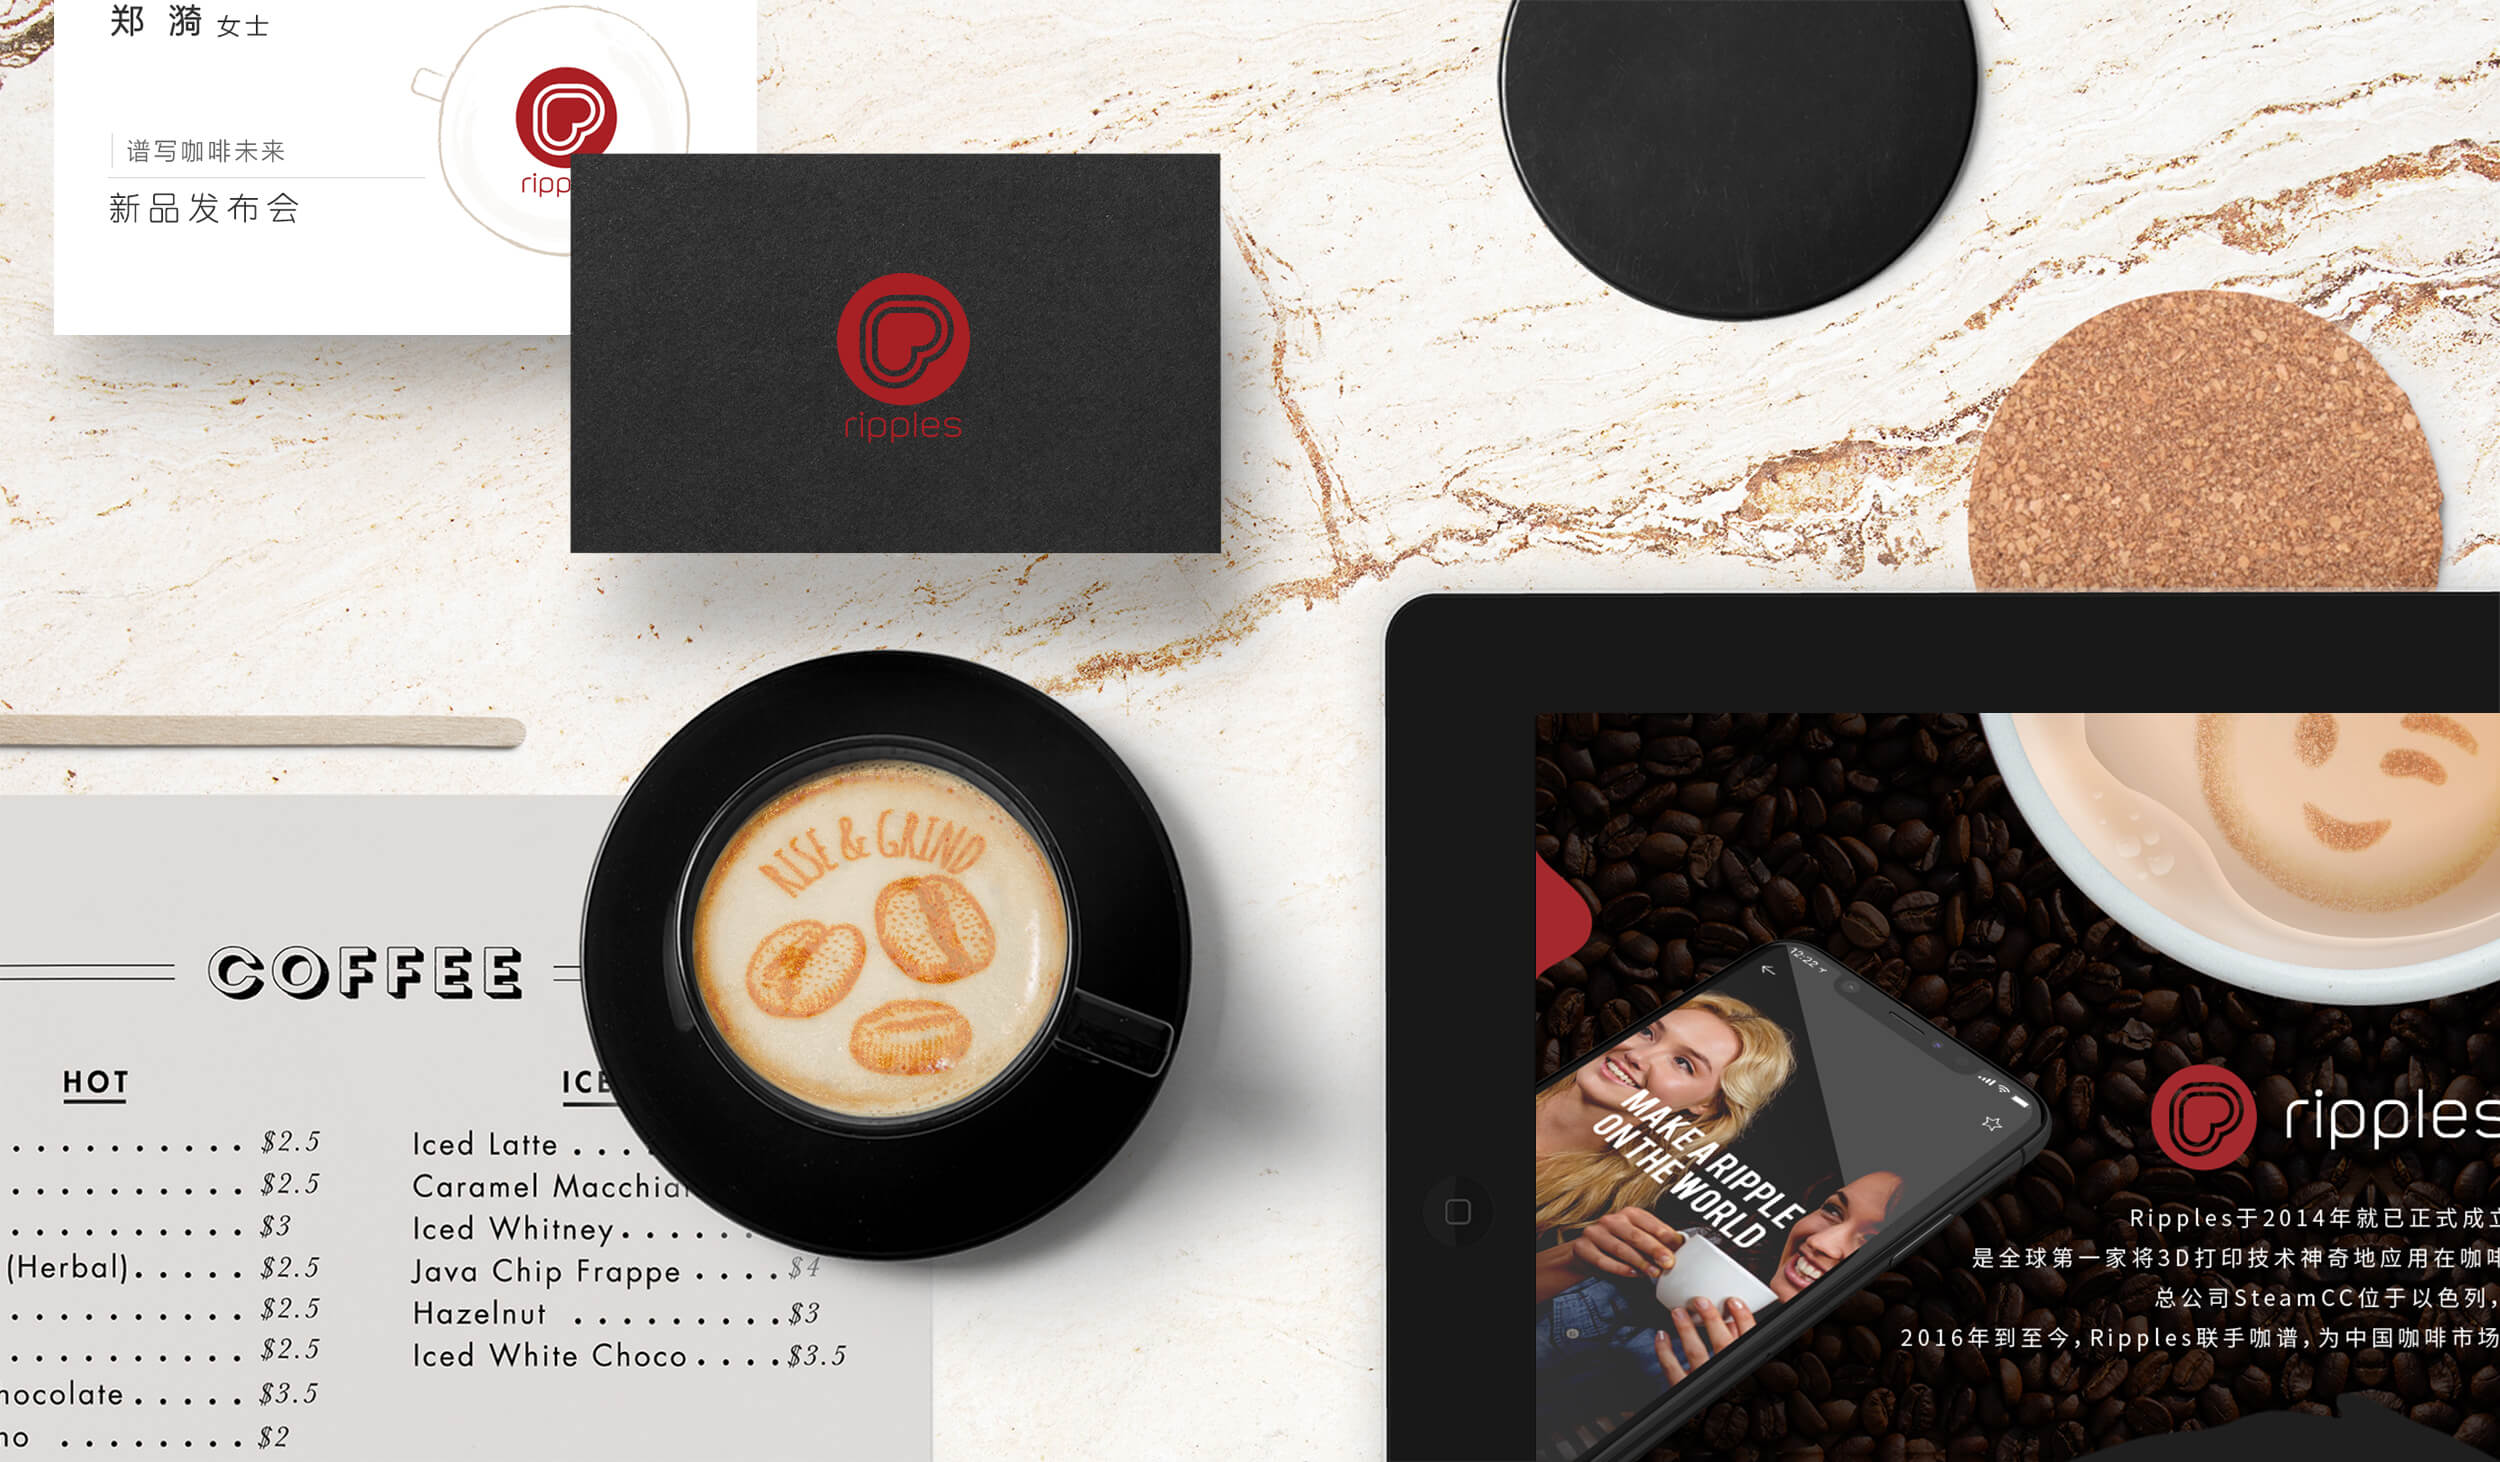 郑 漪 女士
谱写咖啡未来
新品发布会
ripp
ripples
RISE & GRIND
COFFEE
HOT
$2.5
$2.5
$3
(Herbal) $2.5
$2.5
$2.5
$3.5
$2
Iced Latte
Caramel
Iced Whitney
Java Chip Frappe $4
Hazelnut $3
Iced White Choco $3.5
12:22
MAKE A RIPPLE
ON THE WORLD
ripples
Ripples于2014年就已正式成立
是全球第一家将3D打印技术神奇地应用在咖啡
总公司SteamCC位于以色列,
2016年到至今,Ripples联手咖谱,为中国咖啡市场